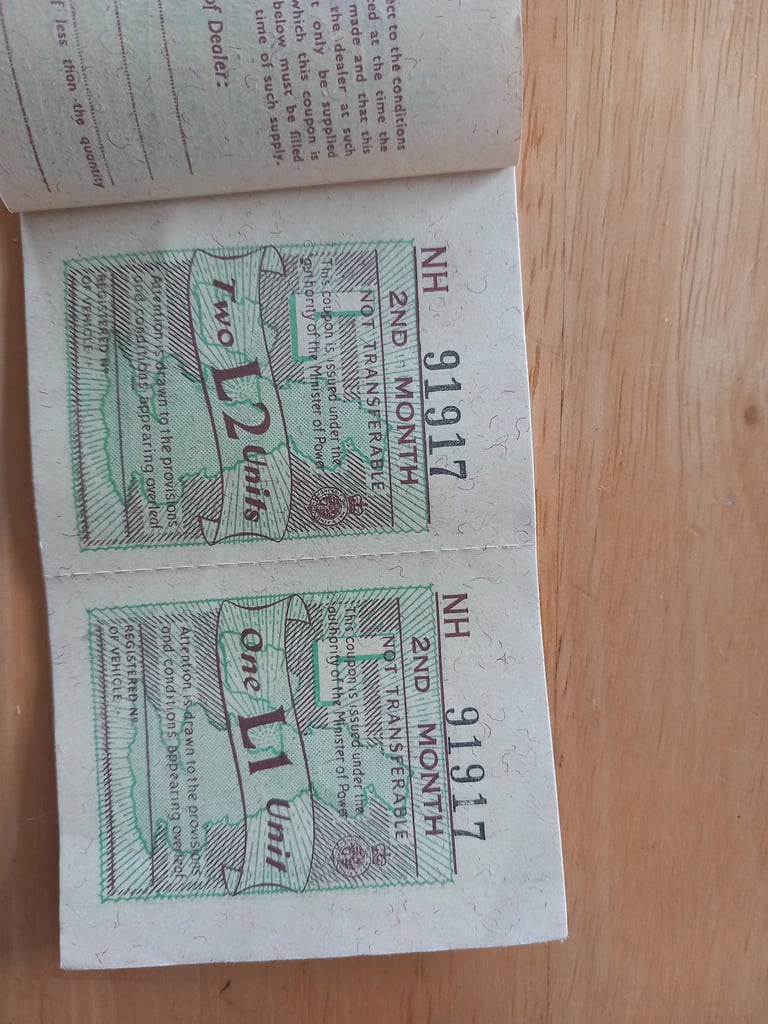 ect to the conditions
ed at the time the
made and that this
the dealer at such
t only be supplied
which this coupon is
below must be filled
time of such supply.
of Dealer:
f less than the quantity
NH 91917
2ND MONTH
NOT TRANSFERABLE
This coupon is issued under the
authority of the Minister of Power
Two L2 Units
Attention is drawn to the provisions
and conditions appearing overleaf
REGISTERED Nº
OF VEHICLE :
NH 91917
2ND MONTH
NOT TRANSFERABLE
This coupon is issued under the
authority of the Minister of Power
One L1 Unit
Attention is drawn to the provisions
and conditions appearing overleaf
REGISTERED Nº
OF VEHICLE :